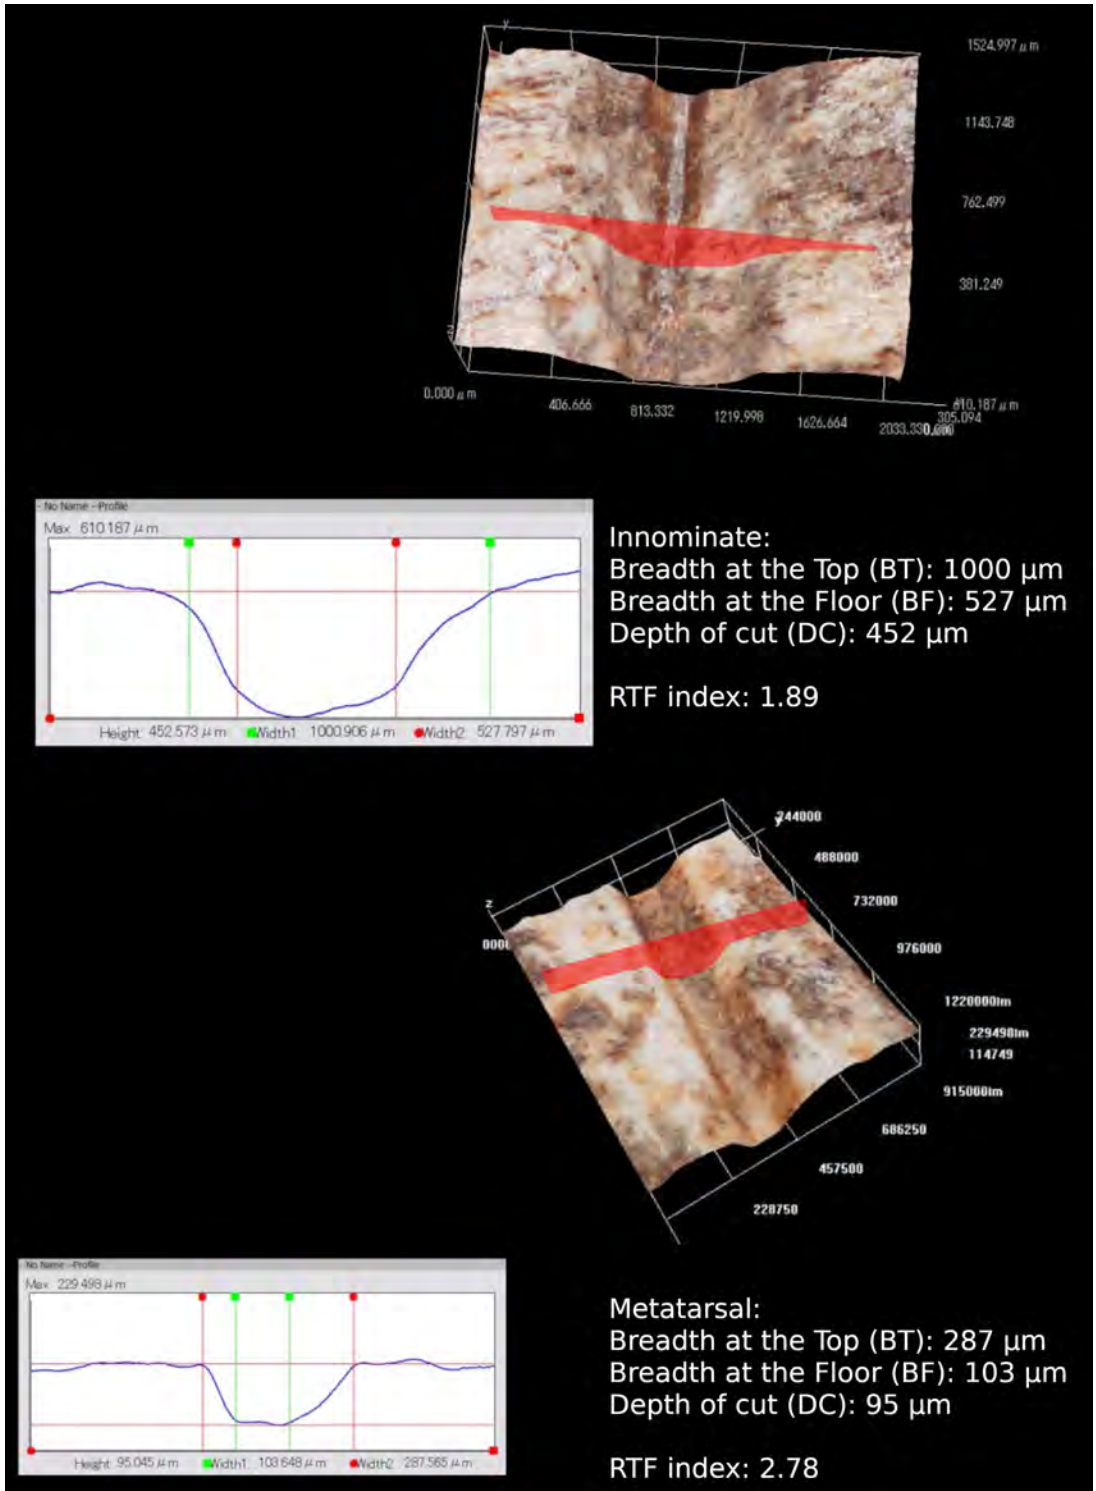 y
1524.997 μm
1143.748
762.499
381.249
z
0.000 μm
406.666
813.332
1219.998
1626.664
2033.330
610.187 μm
305.094
0.000
No Name -Profile
Max 610.187 μm
Height 452.573 μm Width1 1000.906 μm Width2 527.797 μm
Innominate:
Breadth at the Top (BT): 1000 μm
Breadth at the Floor (BF): 527 μm
Depth of cut (DC): 452 μm
RTF index: 1.89
y
244000
488000
732000
976000
1220000lm
229498lm
114749
915000lm
686250
457500
228750
z
No Name -Profile
Max 229.498 μm
Height 95.045 μm Width1 103.648 μm Width2 287.565 μm
Metatarsal:
Breadth at the Top (BT): 287 μm
Breadth at the Floor (BF): 103 μm
Depth of cut (DC): 95 μm
RTF index: 2.78